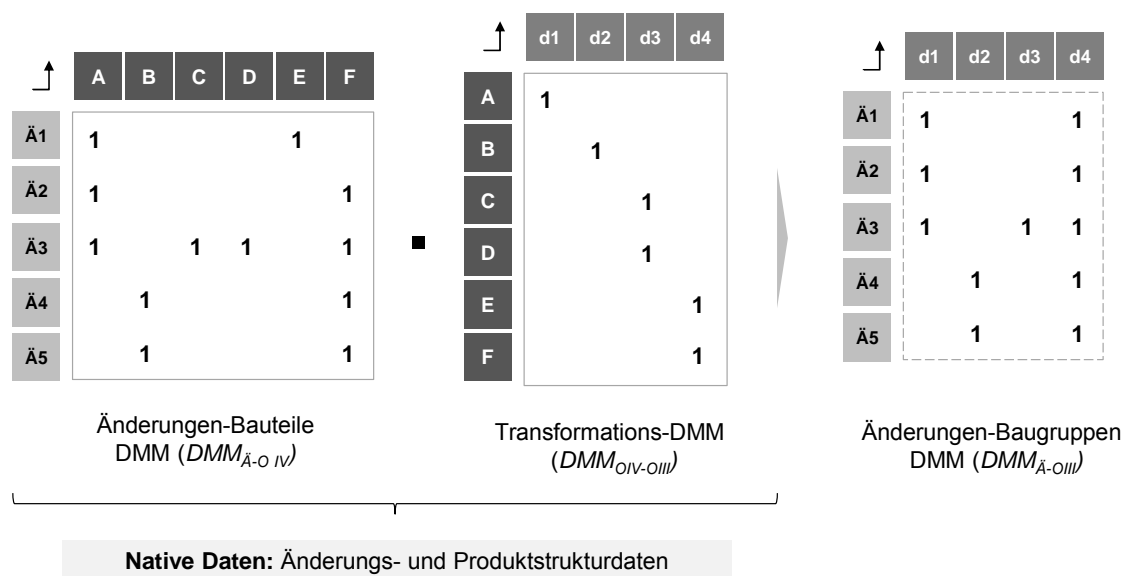 A B C D E F
Ä1 1 1
Ä2 1 1
Ä3 1 1 1 1
Ä4 1 1
Ä5 1 1
Änderungen-Bauteile
DMM (DMM_Ä-O IV)
d1 d2 d3 d4
A 1
B 1
C 1
D 1
E 1
F 1
Transformations-DMM
(DMM_OIV-OIII)
d1 d2 d3 d4
Ä1 1 1
Ä2 1 1
Ä3 1 1 1
Ä4 1 1
Ä5 1 1
Änderungen-Baugruppen
DMM (DMM_Ä-OIII)
Native Daten: Änderungs- und Produktstrukturdaten